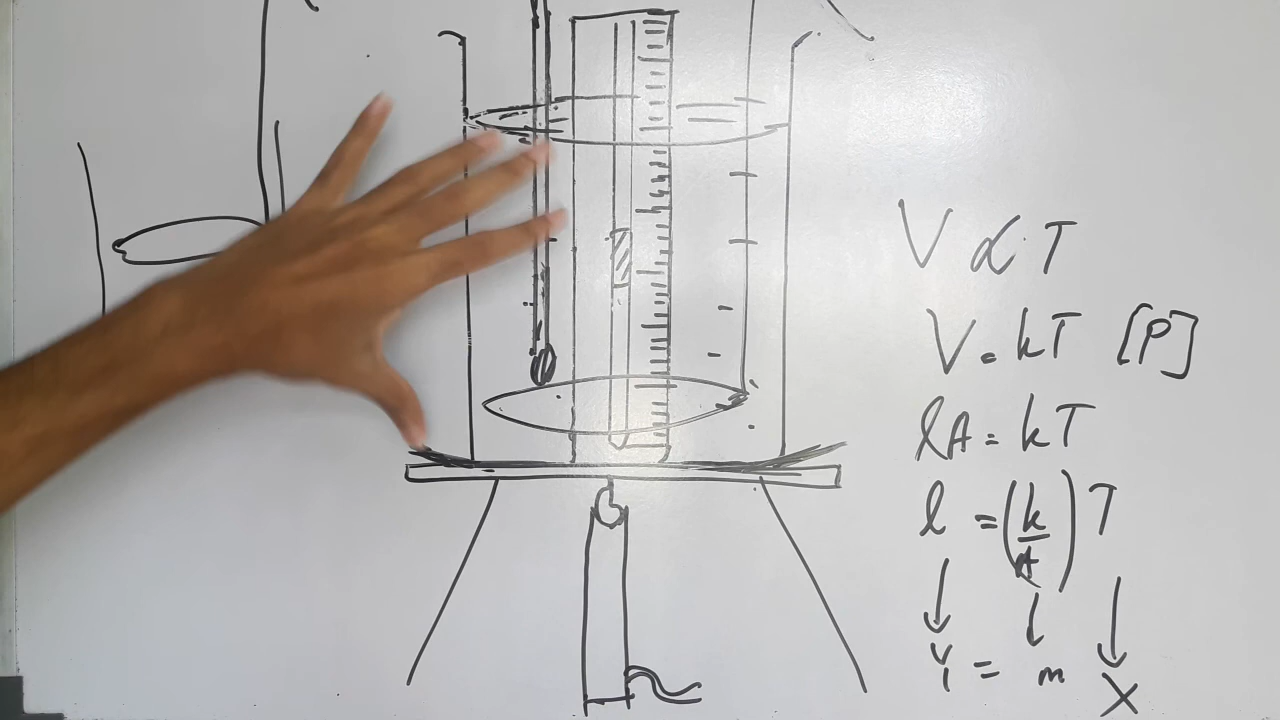 V ∝ T
V = kT [P]
lA = kT
l = (k/A) T
↓ ↓ ↓
Y = m X